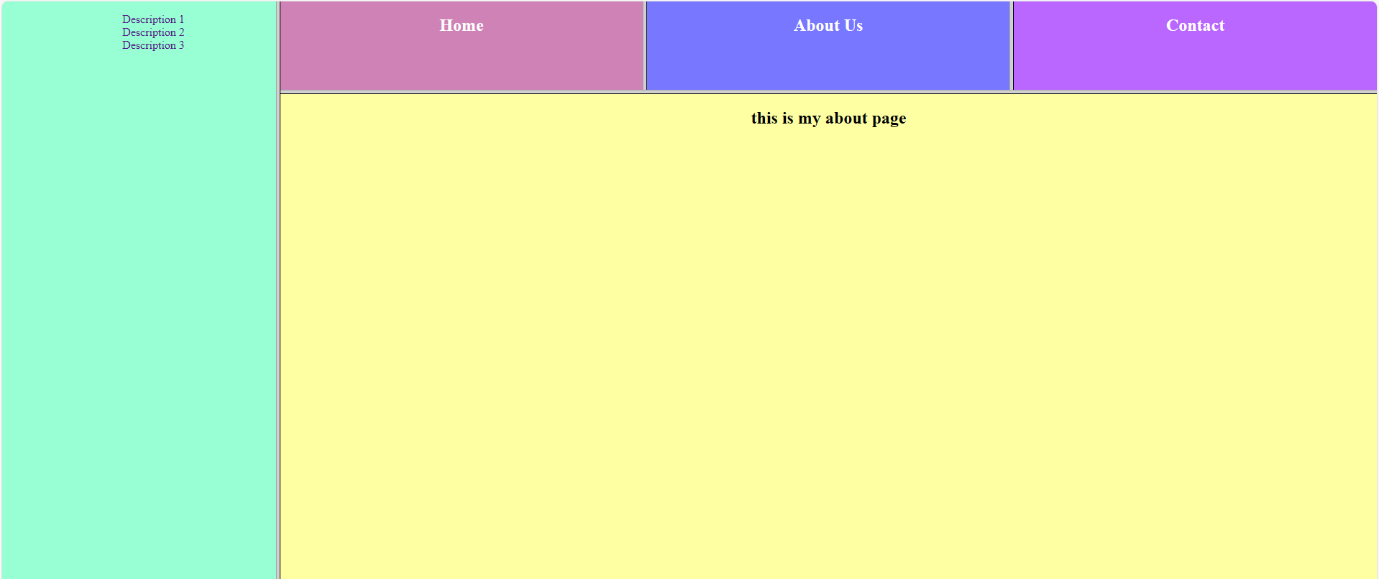 Description 1
Description 2
Description 3
Home
About Us
Contact
this is my about page